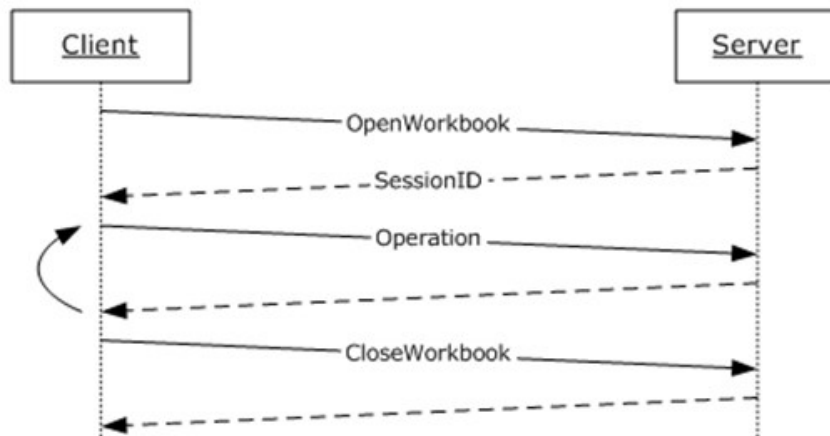 Client
Server
OpenWorkbook
SessionID
Operation
CloseWorkbook